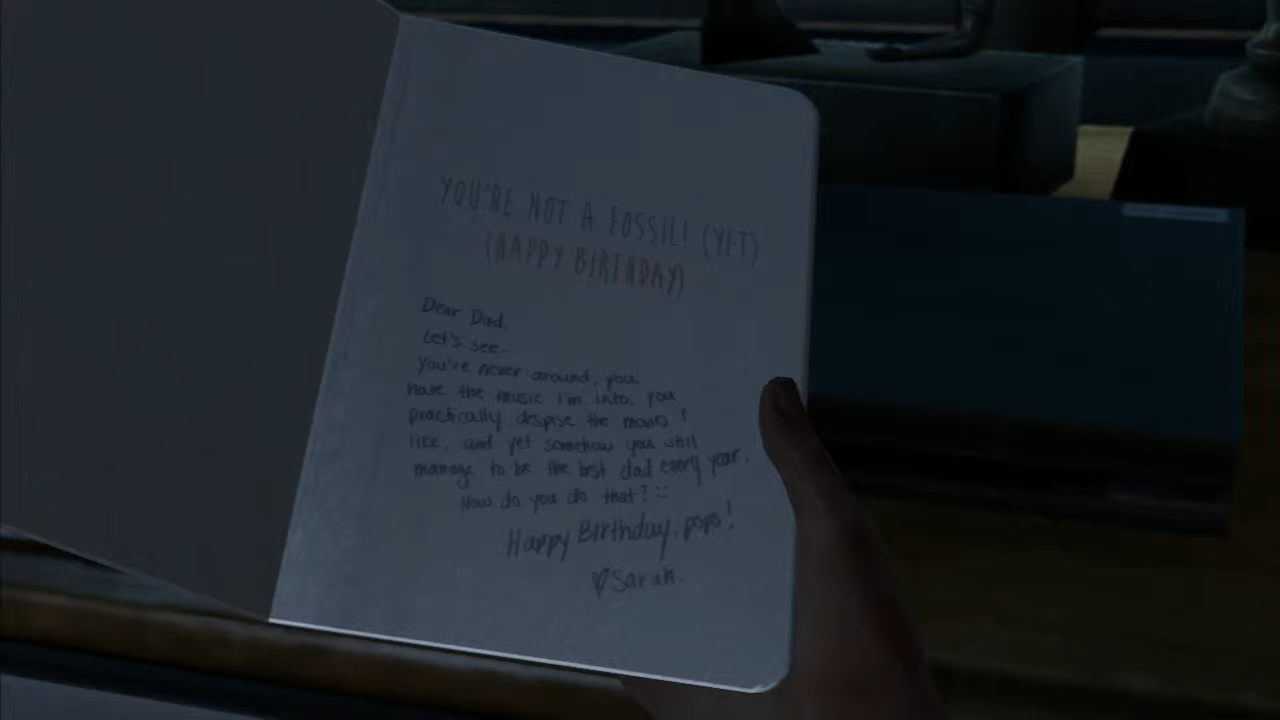 YOU'RE NOT A FOSSIL! (YET)
(HAPPY BIRTHDAY)
Dear Dad,
Let's see...
You're never around, you
hate the music I'm into, you
practically despise the movies I
like, and yet somehow you still
manage to be the best dad every year.
How do you do that? :)
Happy Birthday, pops!
♡ Sarah.